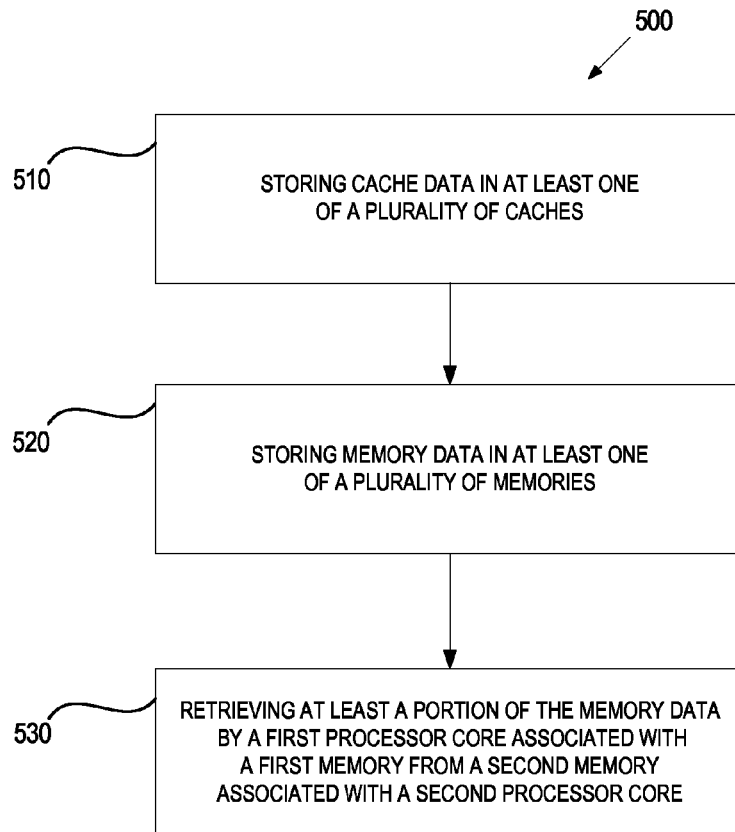 500
510
STORING CACHE DATA IN AT LEAST ONE
OF A PLURALITY OF CACHES
520
STORING MEMORY DATA IN AT LEAST ONE
OF A PLURALITY OF MEMORIES
530
RETRIEVING AT LEAST A PORTION OF THE MEMORY DATA
BY A FIRST PROCESSOR CORE ASSOCIATED WITH
A FIRST MEMORY FROM A SECOND MEMORY
ASSOCIATED WITH A SECOND PROCESSOR CORE